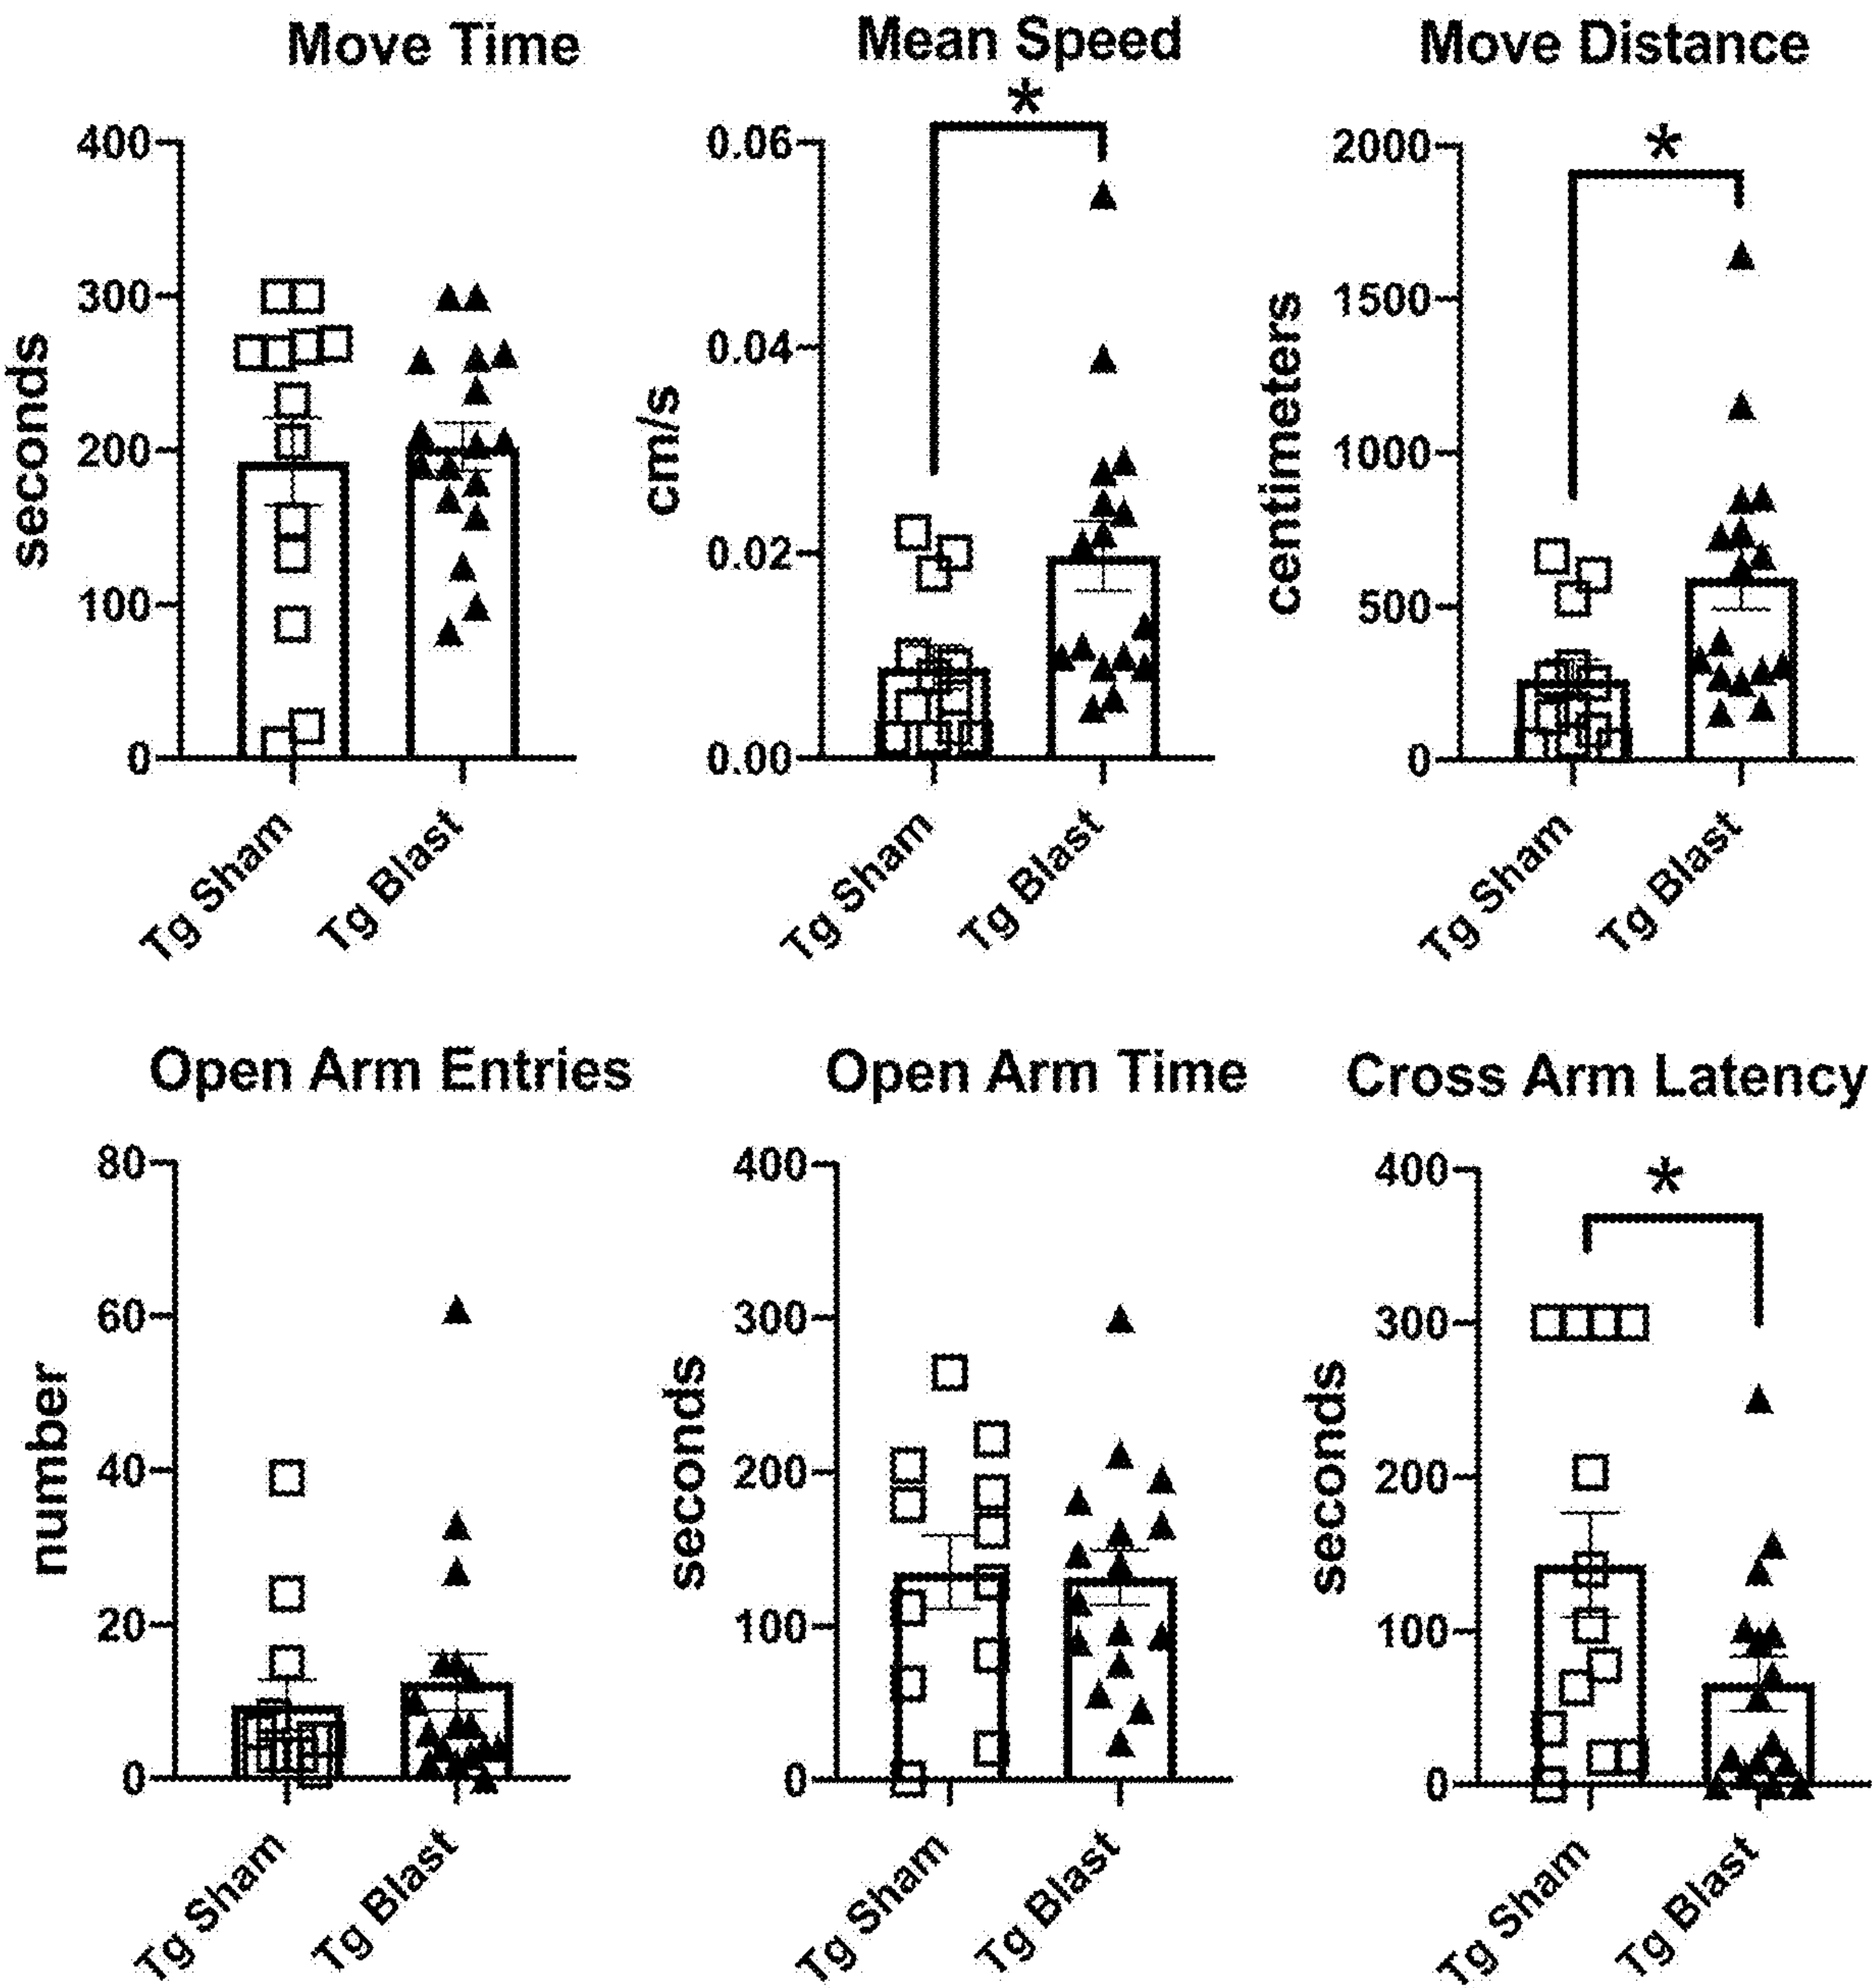 Move Time
Mean Speed
Move Distance
*
*
400
300
200
100
0
seconds
0.06
0.04
0.02
0.00
cm/s
2000
1500
1000
500
0
centimeters
Tg Sham
Tg Blast
Tg Sham
Tg Blast
Tg Sham
Tg Blast
Open Arm Entries
Open Arm Time
Cross Arm Latency
*
80
60
40
20
0
number
400
300
200
100
0
seconds
400
300
200
100
0
seconds
Tg Sham
Tg Blast
Tg Sham
Tg Blast
Tg Sham
Tg Blast